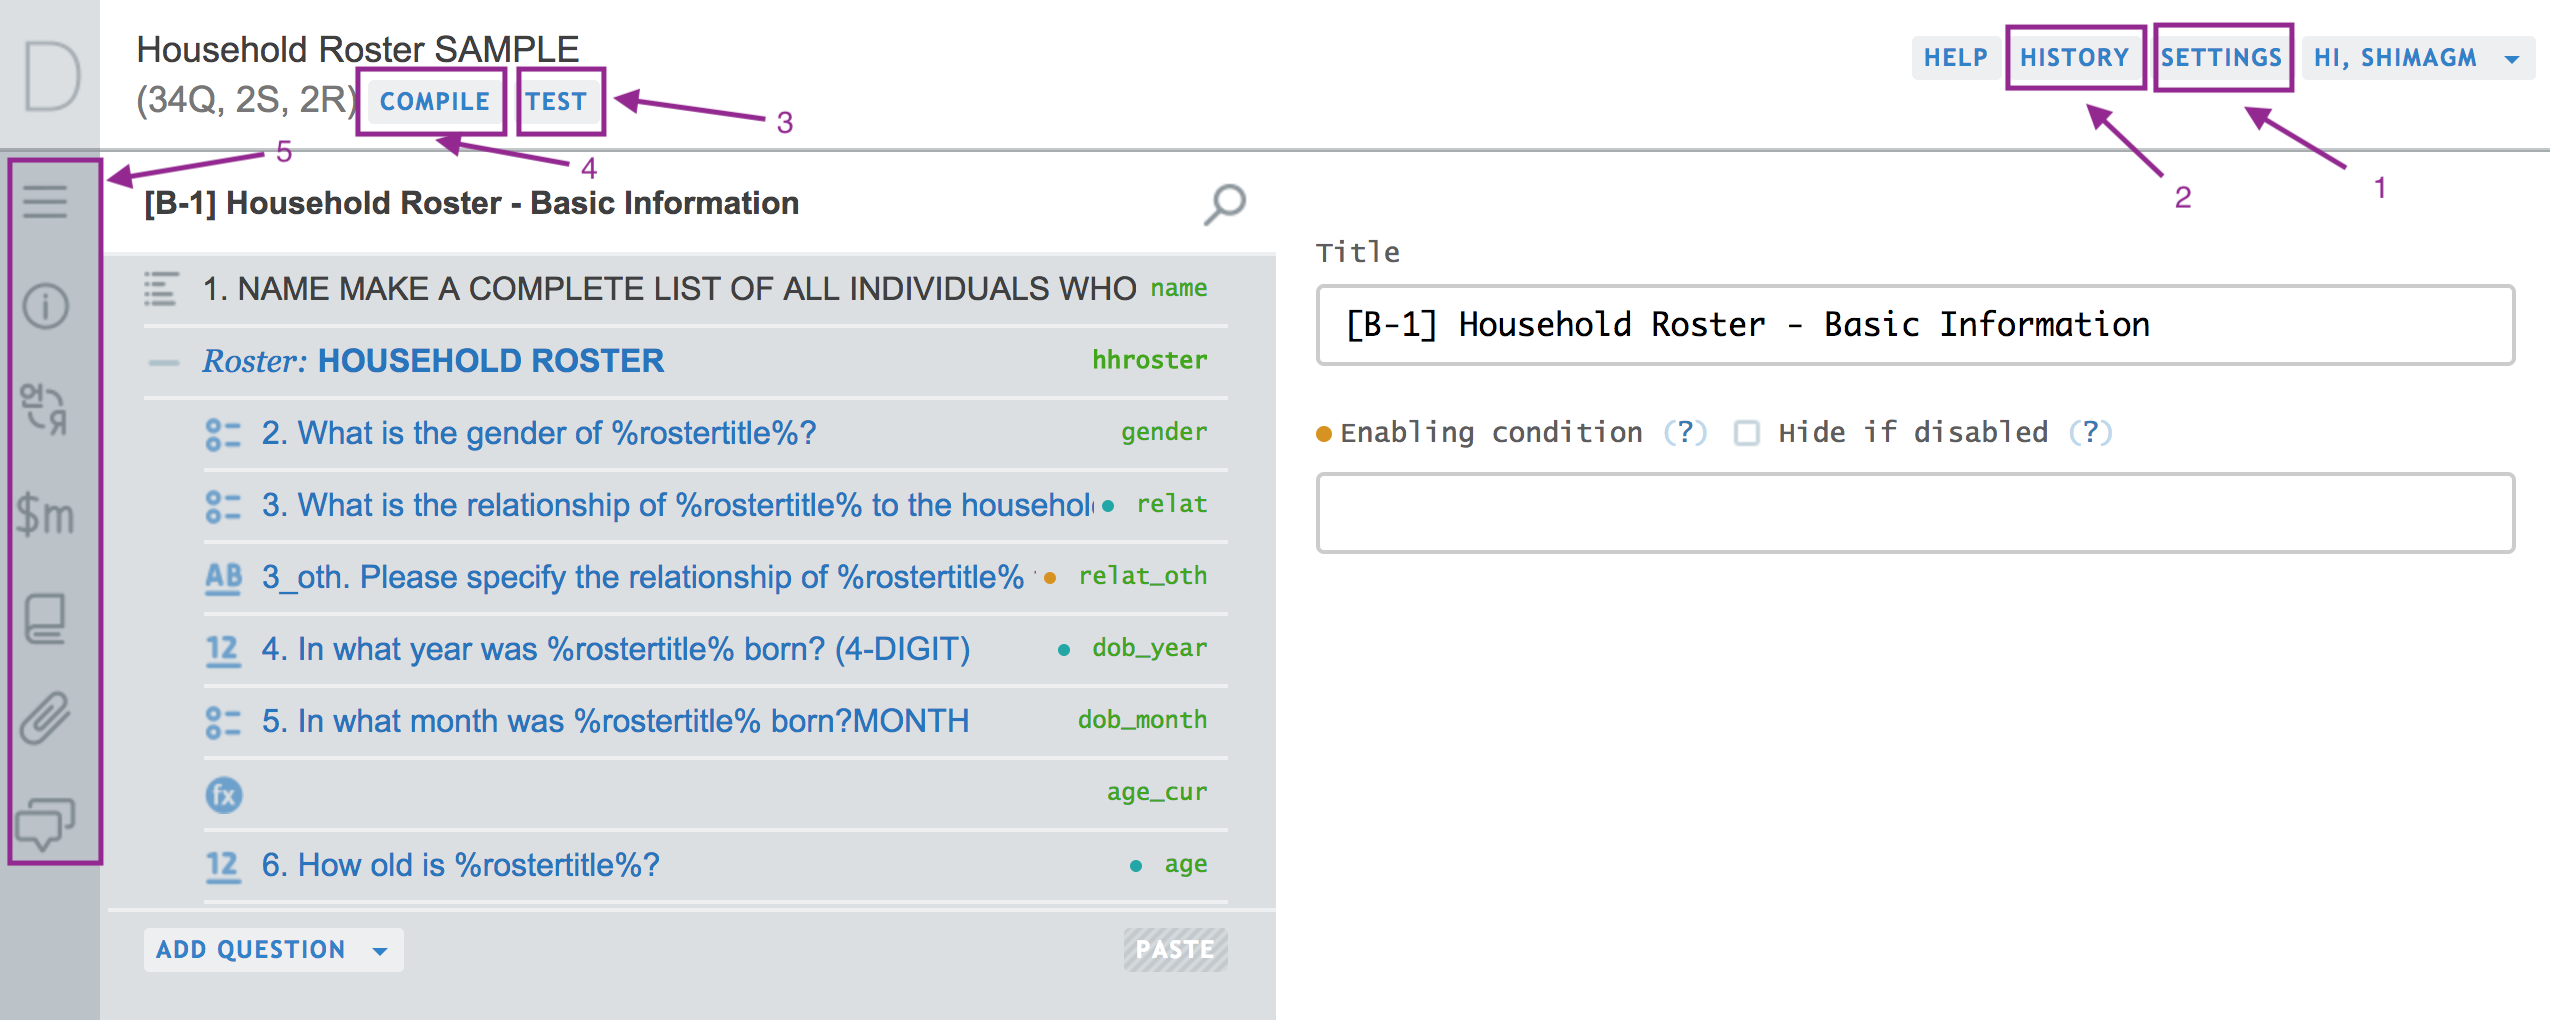 D
Household Roster SAMPLE
(34Q, 2S, 2R) COMPILE TEST
HELP HISTORY SETTINGS HI, SHIMAGM
3
4
5
2
1
[B-1] Household Roster - Basic Information
1. NAME MAKE A COMPLETE LIST OF ALL INDIVIDUALS WHO name
Roster: HOUSEHOLD ROSTER hhroster
2. What is the gender of %rostertitle%? gender
3. What is the relationship of %rostertitle% to the househol relat
AB 3_oth. Please specify the relationship of %rostertitle% relat_oth
12 4. In what year was %rostertitle% born? (4-DIGIT) dob_year
5. In what month was %rostertitle% born?MONTH dob_month
fx age_cur
12 6. How old is %rostertitle%? age
ADD QUESTION PASTE
i
언 Я
$m
Title
[B-1] Household Roster - Basic Information
Enabling condition (?) Hide if disabled (?)